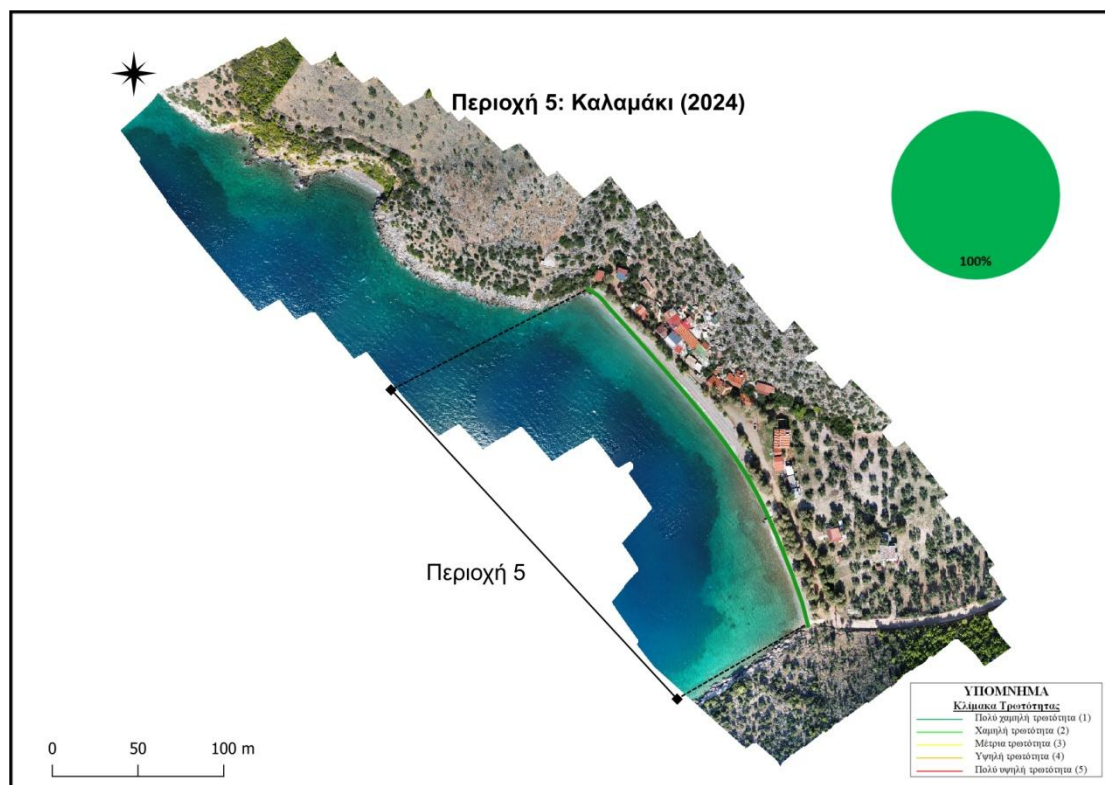 Περιοχή 5: Καλαμάκι (2024)
100%
Περιοχή 5
0 50 100 m
ΥΠΟΜΝΗΜΑ
Κλίμακα Τρωτότητας
Πολύ χαμηλή τρωτότητα (1)
Χαμηλή τρωτότητα (2)
Μέτρια τρωτότητα (3)
Υψηλή τρωτότητα (4)
Πολύ υψηλή τρωτότητα (5)